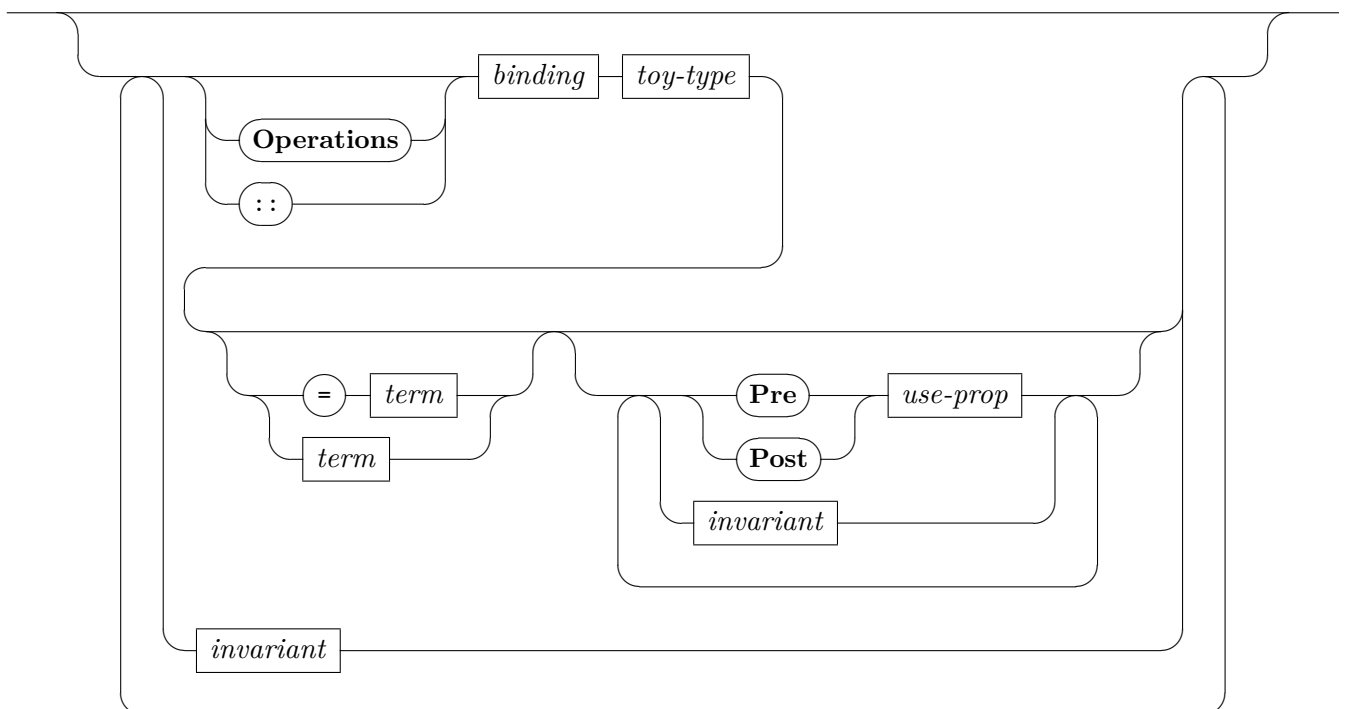 binding toy-type
Operations
::
= term
Pre use-prop
term
Post
invariant
invariant